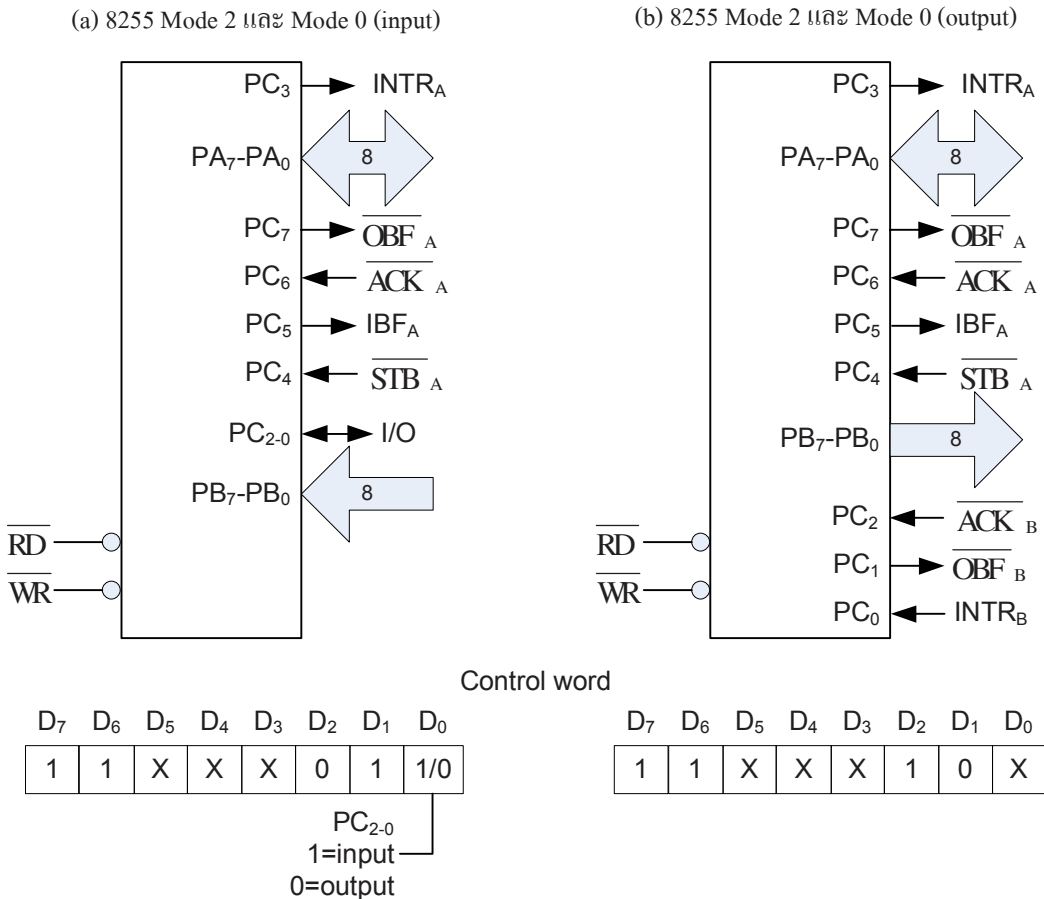 (a) 8255 Mode 2 และ Mode 0 (input)
PC3 INTRA
PA7-PA0 8
PC7 OBF A
PC6 ACK A
PC5 IBFA
PC4 STB A
PC2-0 I/O
PB7-PB0 8
RD
WR
(b) 8255 Mode 2 และ Mode 0 (output)
PC3 INTRA
PA7-PA0 8
PC7 OBF A
PC6 ACK A
PC5 IBFA
PC4 STB A
PB7-PB0 8
PC2 ACK B
RD
PC1 OBF B
WR
PC0 INTRB
Control word
D7 D6 D5 D4 D3 D2 D1 D0
1 1 X X X 0 1 1/0
PC2-0
1=input
0=output
D7 D6 D5 D4 D3 D2 D1 D0
1 1 X X X 1 0 X